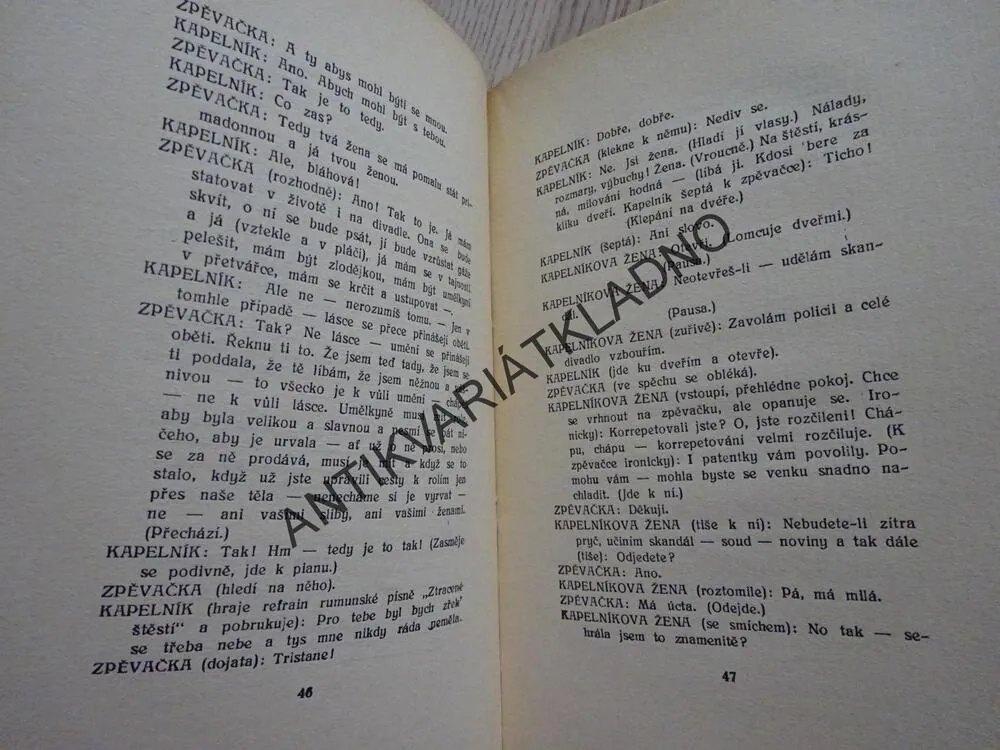 ZPĚVAČKA: A ty abys mohl býti se mnou.
KAPELNÍK: Ano. Abych mohl být s tebou.
ZPĚVAČKA: Tak je to tedy.
KAPELNÍK: Co zas?
ZPĚVAČKA: Tedy tvá žena se má pomalu stát pri-
madonnou a já tvou ženou.
KAPELNÍK: Ale, bláhová!
ZPĚVAČKA (rozhodně): Ano! Tak to je. Já mám
statovat v životě i na divadle. Ona se bude
skvít, o ní se bude psát, jí bude vzrůstat gáže
a já (vztekle a v pláči), já mám se v tajnosti
pelešit, mám být zlodějkou, mám být umělkyní
v přetvářce, mám se krčit a ustupovat —.
KAPELNÍK: Ale ne — nerozumíš tomu. — Jen v
tomhle případě — lásce se přece přinášejí oběti.
ZPĚVAČKA: Tak? Ne lásce — umění se přinášejí
oběti. Řeknu ti to. Že jsem teď tady, že jsem se
ti poddala, že tě líbám, že jsem něžnou a
nivou — to všecko je k vůli umění — chápe
— ne k vůli lásce. Umělkyně musí mít
aby byla velikou a slavnou a nesmí se ptát ni-
čeho, aby je urvala — ať už o ně prosí, nebo
se za ně prodává, musí je mít a když se to
stalo, když už jste upravili cesty k rolím jen
přes naše těla — nenecháme si je vyrvat —
ne — ani vašimi sliby, ani vašimi ženami.
(Přechází.)
KAPELNÍK: Tak! Hm — tedy je to tak! (Zasměje
se podivně, jde k pianu.)
ZPĚVAČKA (hledí na něho).
KAPELNÍK (hraje refrain rumunské písně „Ztracené
štěstí“ a pobrukuje): Pro tebe byl bych zřek'
se třeba nebe a tys mne nikdy ráda neměla.
ZPĚVAČKA (dojata): Tristane!
46
KAPELNÍK: Dobře, dobře.
ZPĚVAČKA (klekne k němu): Nediv se.
KAPELNÍK: Ne. Jsi žena. (Hladí jí vlasy.) Nálady,
rozmary, výbuchy! Žena. (Vroucně.) Na štěstí, krás-
ná, milování hodná — (líbá ji. Kdosi bere za
kliku dveří. Kapelník šeptá k zpěvačce): Ticho!
(Klepání na dvéře.)
KAPELNÍK (šeptá): Ani slovo.
KAPELNÍKOVA ŽENA: Otevři. (Lomcuje dveřmi.)
(Pausa.)
KAPELNÍKOVA ŽENA: Neotevřeš-li — udělám skan-
dál.
(Pausa.)
KAPELNÍKOVA ŽENA (zuřivě): Zavolám policii a celé
divadlo vzbouřím.
KAPELNÍK (jde ku dveřím a otevře).
ZPĚVAČKA (ve spěchu se obléká).
KAPELNÍKOVA ŽENA (vstoupí, přehlédne pokoj. Chce
se vrhnout na zpěvačku, ale opanuje se. Iro-
nicky): Korrepetovali jste? O, jste rozčileni! Chá-
pu, chápu — korrepetování velmi rozčiluje. (K
zpěvačce ironicky): I patentky vám povolily. Po-
mohu vám — mohla byste se venku snadno na-
chladit. (Jde k ní.)
ZPĚVAČKA: Děkuji.
KAPELNÍKOVA ŽENA (tiše k ní): Nebudete-li zítra
pryč, učiním skandál — soud — noviny a tak dále
(tiše): Odjedete?
ZPĚVAČKA: Ano.
KAPELNÍKOVA ŽENA (roztomile): Pá, má milá.
ZPĚVAČKA: Má úcta. (Odejde.)
KAPELNÍKOVA ŽENA (se smíchem): No tak — se-
hrála jsem to znamenitě?
47
ANTIKVARIÁTKLADNO